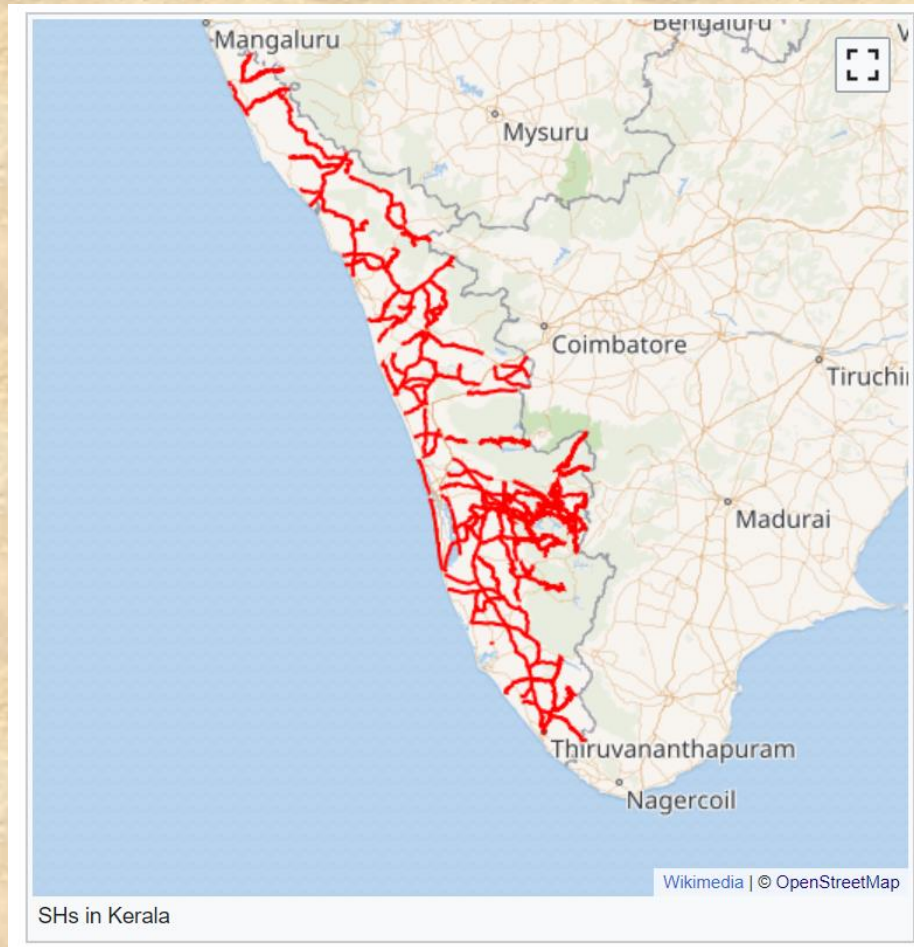 Bengaluru
Mangaluru
Mysuru
Coimbatore
Tiruchi
Madurai
Thiruvananthapuram
Nagercoil
Wikimedia | © OpenStreetMap
SHs in Kerala